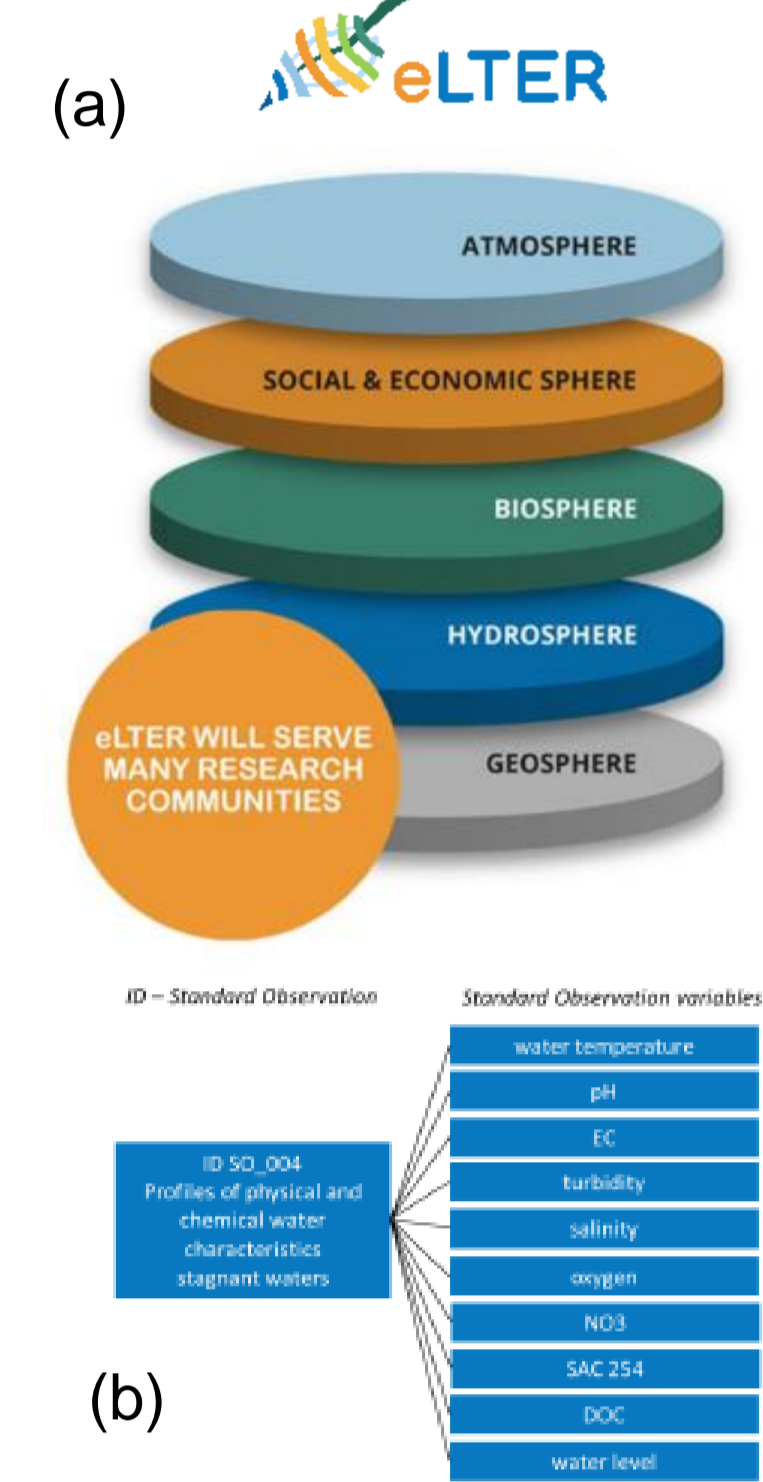 (a)
eLTER
ATMOSPHERE
SOCIAL & ECONOMIC SPHERE
BIOSPHERE
HYDROSPHERE
GEOSPHERE
eLTER WILL SERVE
MANY RESEARCH
COMMUNITIES
ID – Standard Observation
Standard Observation variables
ID SO_004
Profiles of physical and
chemical water
characteristics
stagnant waters
water temperature
pH
EC
turbidity
salinity
oxygen
NO3
SAC 254
DOC
water level
(b)